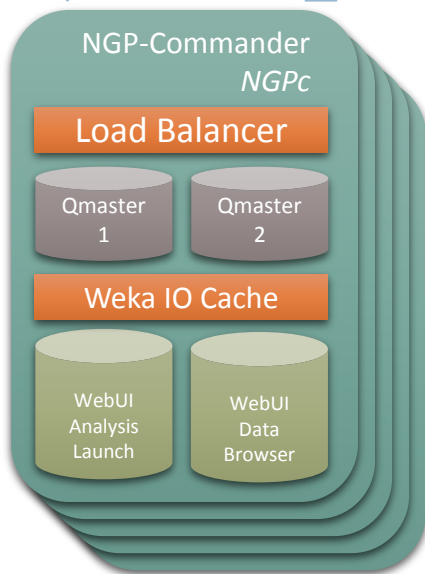 NGP-Commander
NGPc
Load Balancer
Qmaster
1
Qmaster
2
Weka IO Cache
WebUI
Analysis
Launch
WebUI
Data
Browser